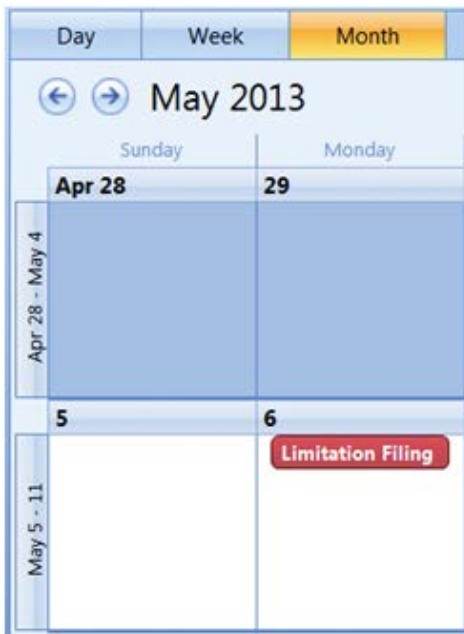 Day Week Month
May 2013
Sunday Monday
Apr 28 29
Apr 28 - May 4
5 6
Limitation Filing
May 5 - 11